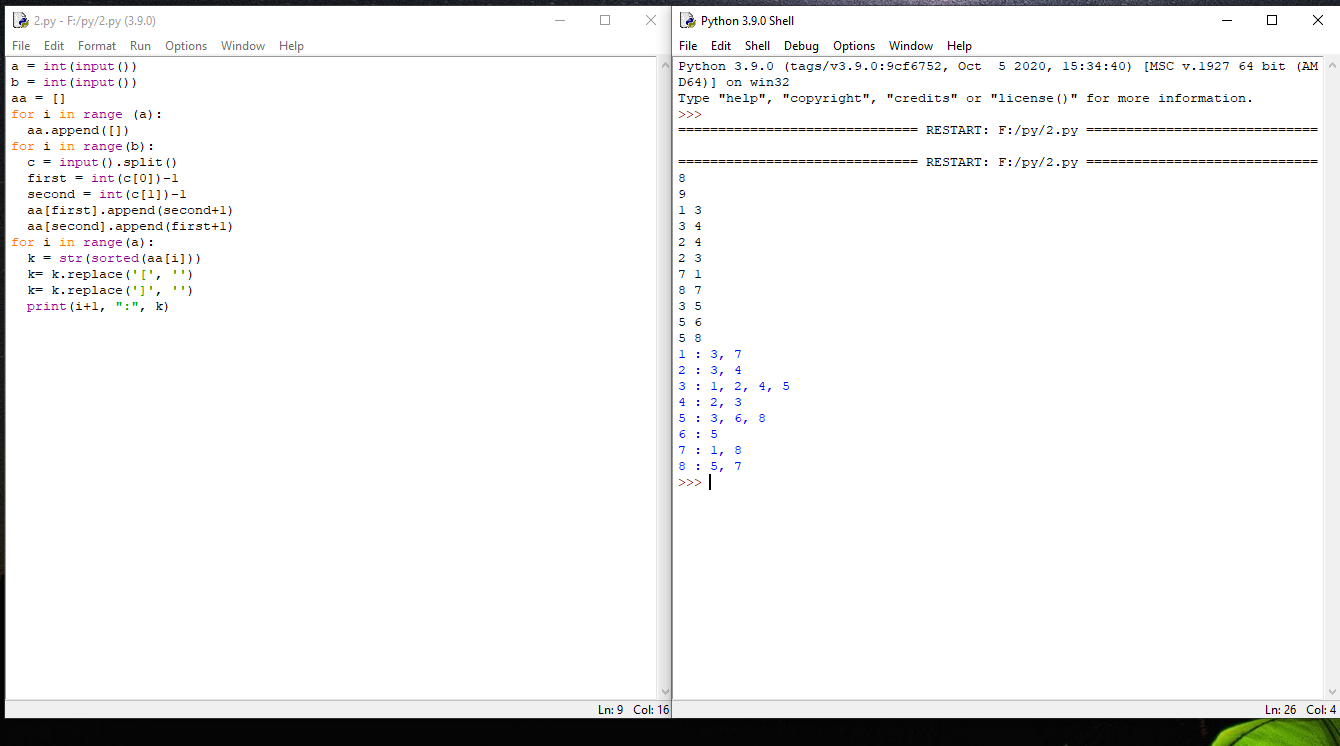 2.py - F:/py/2.py (3.9.0)
File Edit Format Run Options Window Help
a = int(input())
b = int(input())
aa = []
for i in range (a):
  aa.append([])
for i in range(b):
  c = input().split()
  first = int(c[0])-1
  second = int(c[1])-1
  aa[first].append(second+1)
  aa[second].append(first+1)
for i in range(a):
  k = str(sorted(aa[i]))
  k= k.replace('[', '')
  k= k.replace(']', '')
  print(i+1, ":", k)
Ln: 9 Col: 16
Python 3.9.0 Shell
File Edit Shell Debug Options Window Help
Python 3.9.0 (tags/v3.9.0:9cf6752, Oct  5 2020, 15:34:40) [MSC v.1927 64 bit (AM
D64)] on win32
Type "help", "copyright", "credits" or "license()" for more information.
>>>
============================== RESTART: F:/py/2.py =============================
============================== RESTART: F:/py/2.py =============================
8
9
1 3
3 4
2 4
2 3
7 1
8 7
3 5
5 6
5 8
1 : 3, 7
2 : 3, 4
3 : 1, 2, 4, 5
4 : 2, 3
5 : 3, 6, 8
6 : 5
7 : 1, 8
8 : 5, 7
>>>
Ln: 26 Col: 4